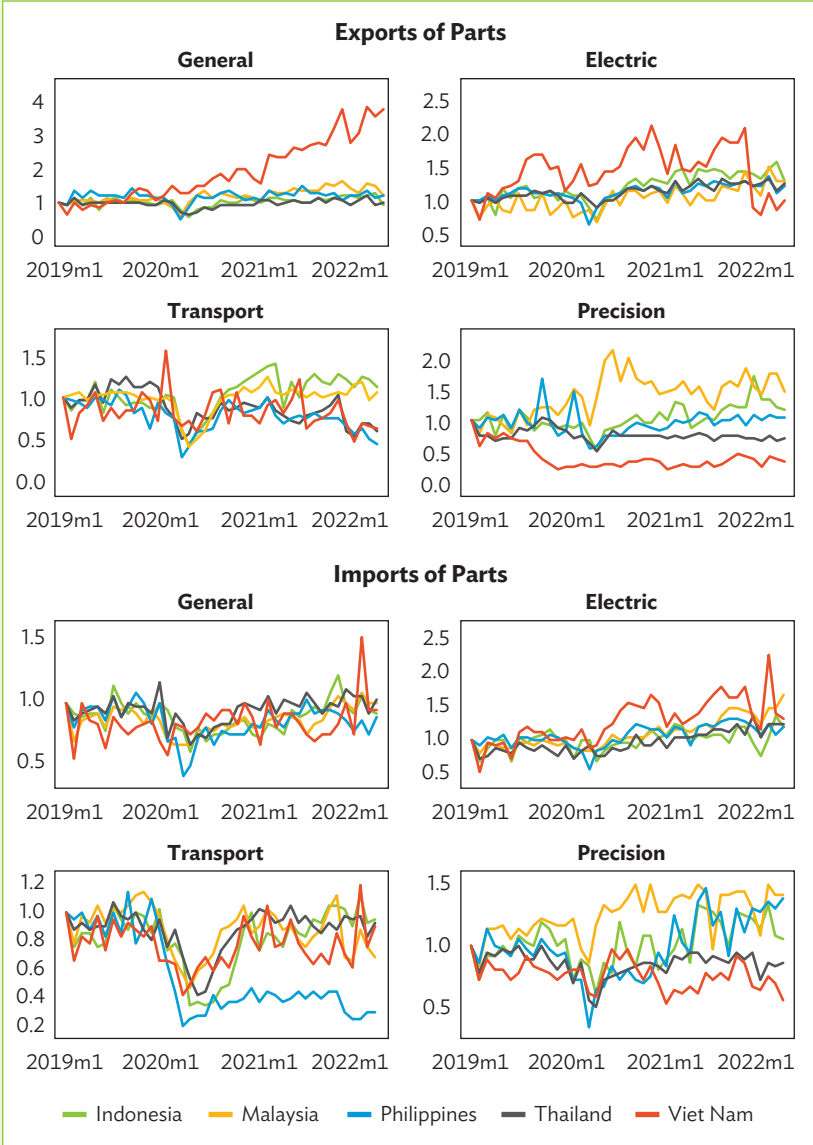 Exports of Parts
General
Electric
4
3
2
1
0
2019m1 2020m1 2021m1 2022m1
2.5
2.0
1.5
1.0
0.5
2019m1 2020m1 2021m1 2022m1
Transport
Precision
1.5
1.0
0.5
0.0
2019m1 2020m1 2021m1 2022m1
2.0
1.5
1.0
0.5
0.0
2019m1 2020m1 2021m1 2022m1
Imports of Parts
General
Electric
1.5
1.0
0.5
2019m1 2020m1 2021m1 2022m1
2.5
2.0
1.5
1.0
0.5
2019m1 2020m1 2021m1 2022m1
Transport
Precision
1.2
1.0
0.8
0.6
0.4
0.2
2019m1 2020m1 2021m1 2022m1
1.5
1.0
0.5
2019m1 2020m1 2021m1 2022m1
Indonesia Malaysia Philippines Thailand Viet Nam